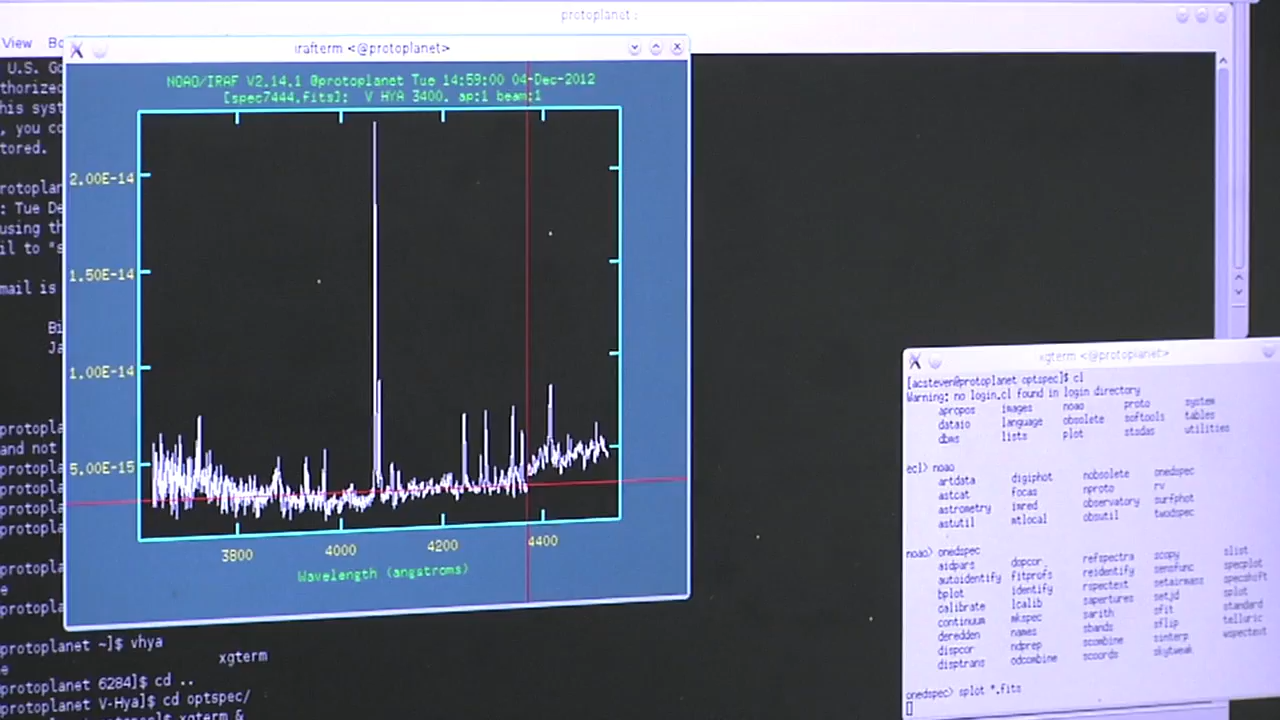 protoplanet :
View Bo
U.S. Go
thorized
his syst
, you co
tored.
rotoplan
: Tue De
using th
il to "s
mail is
Bi
Ja
protopla
and not
protopla
protopla
protopla
protopla
protopla
e
protopla
protoplanet ~]$ vhya
e
xgterm
protoplanet 6284]$ cd ..
protoplanet V-Hya]$ cd optspec/
xgterm &
irafterm <@protoplanet>
NOAO/IRAF V2.14.1 @protoplanet Tue 14:59:00 04-Dec-2012
[spec7444.fits]: V HYA 3400. ap:1 beam:1
2.00E-14
1.50E-14
1.00E-14
5.00E-15
3800 4000 4200 4400
Wavelength (angstroms)
xgterm <@protoplanet>
[acsteven@protoplanet optspec]$ cl
Warning: no login.cl found in login directory
apropos images noao proto system
dataio language obsolete softools tables
dbms lists plot stsdas utilities
ecl> noao
artdata digiphot nobsolete onedspec
astcat focas nproto rv
astrometry imred observatory surfphot
astutil mtlocal obsutil twodspec
noao> onedspec
aidpars dopcor refspectra scopy slist
autoidentify fitprofs reidentify sensfunc specplot
bplot identify rspectext setairmass specshift
calibrate lcalib sapertures setjd splot
continuum mkspec sarith sfit standard
deredden names sbands sflip telluric
dispcor ndprep scombine sinterp wspectext
disptrans odcombine scoords skytweak
onedspec> splot *.fits